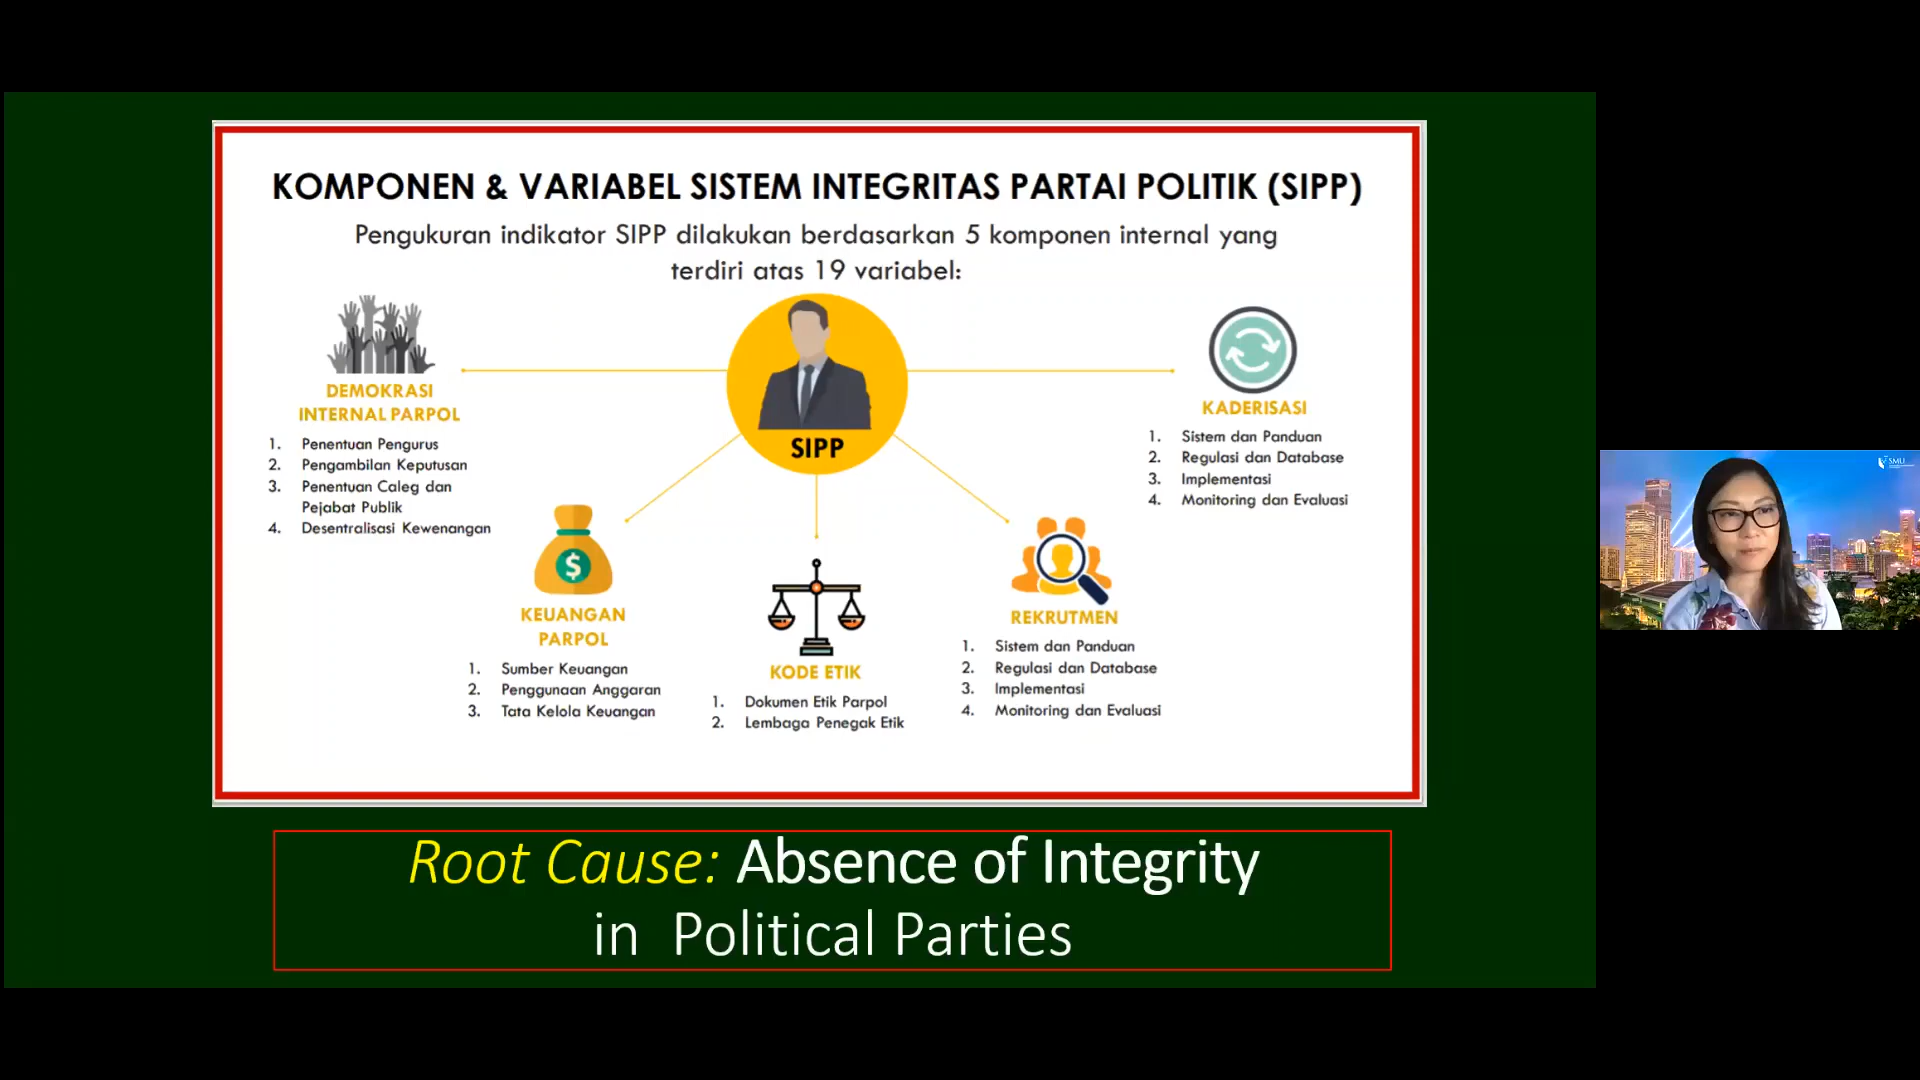 KOMPONEN & VARIABEL SISTEM INTEGRITAS PARTAI POLITIK (SIPP)
Pengukuran indikator SIPP dilakukan berdasarkan 5 komponen internal yang
terdiri atas 19 variabel:
SIPP
DEMOKRASI
INTERNAL PARPOL
1. Penentuan Pengurus
2. Pengambilan Keputusan
3. Penentuan Caleg dan
Pejabat Publik
4. Desentralisasi Kewenangan
$
KEUANGAN
PARPOL
1. Sumber Keuangan
2. Penggunaan Anggaran
3. Tata Kelola Keuangan
KODE ETIK
1. Dokumen Etik Parpol
2. Lembaga Penegak Etik
REKRUTMEN
1. Sistem dan Panduan
2. Regulasi dan Database
3. Implementasi
4. Monitoring dan Evaluasi
KADERISASI
1. Sistem dan Panduan
2. Regulasi dan Database
3. Implementasi
4. Monitoring dan Evaluasi
Root Cause: Absence of Integrity
in Political Parties
SMU